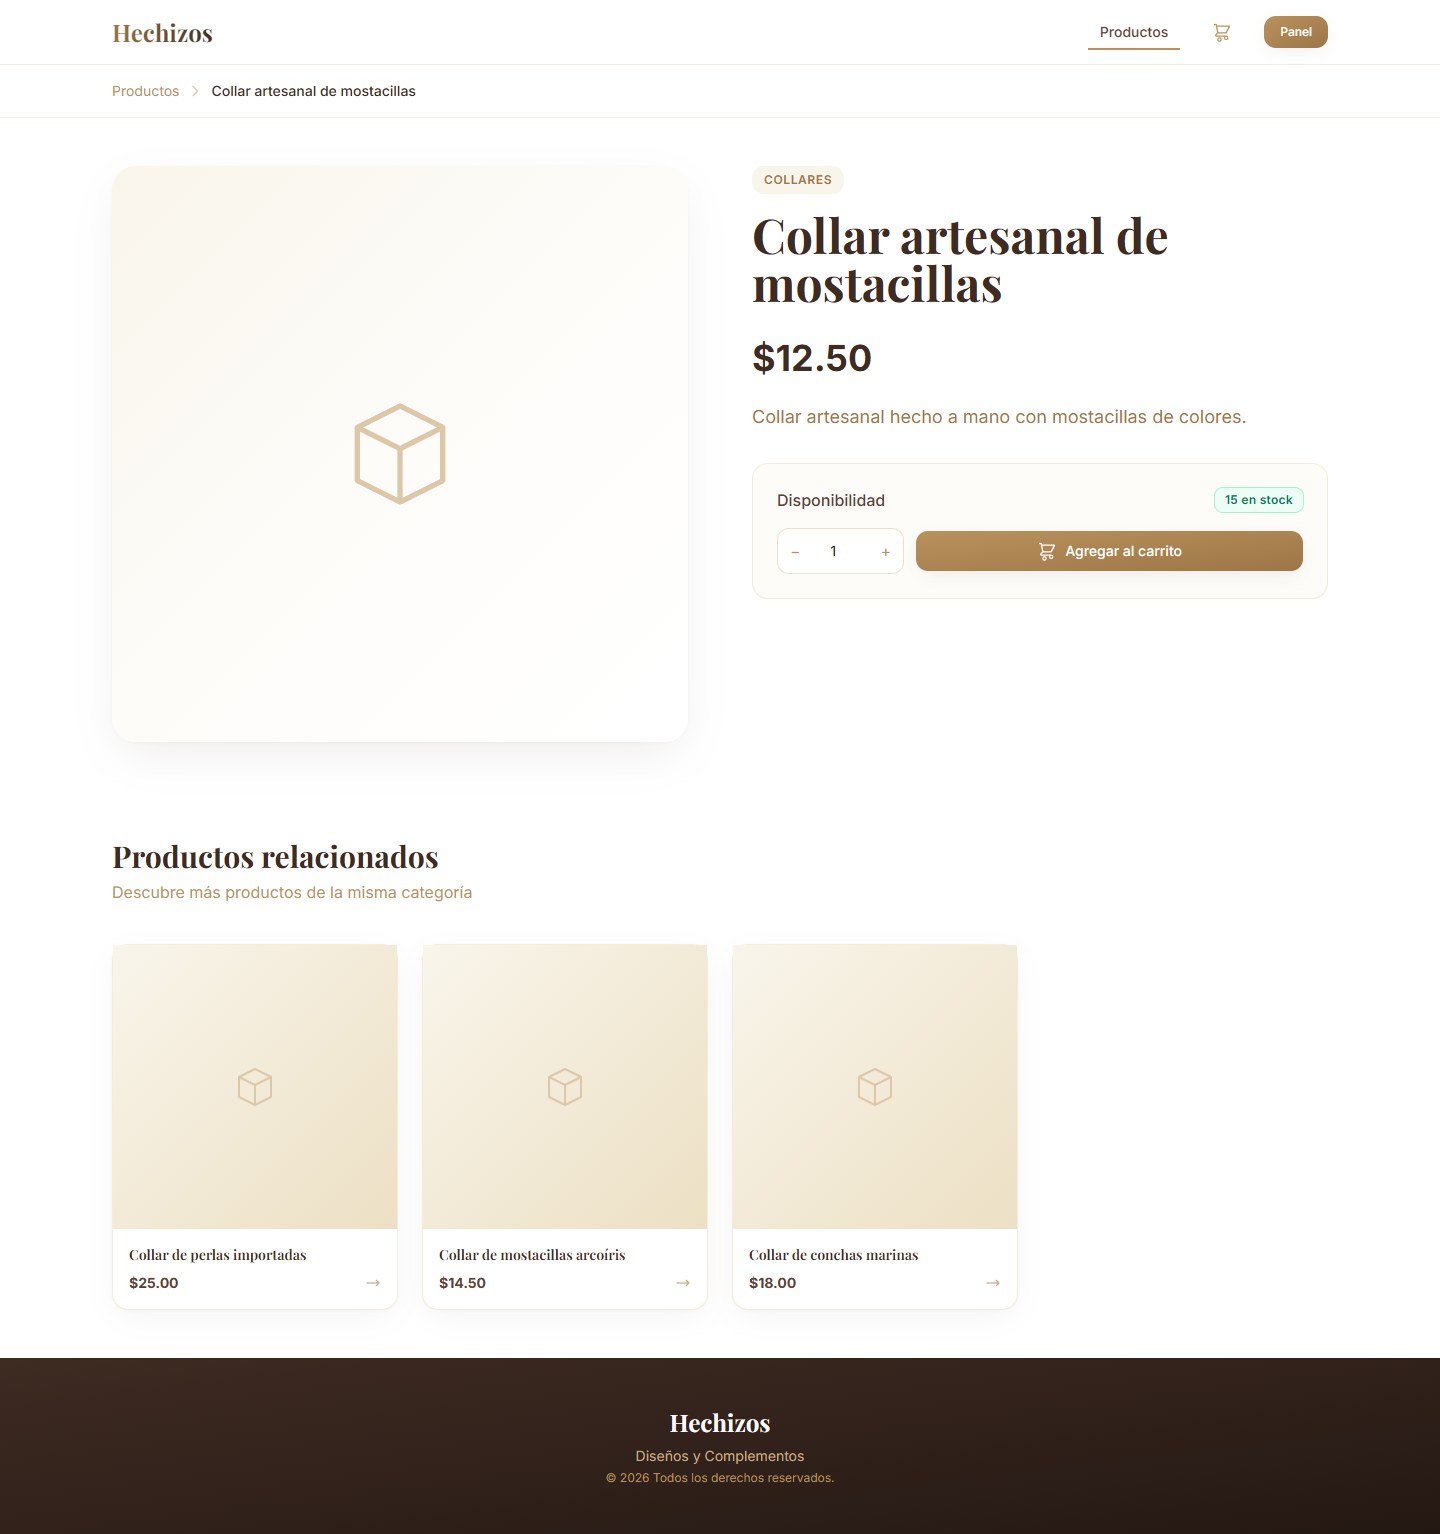 Hechizos
Productos
Panel
Productos
Collar artesanal de mostacillas
COLLARES
Collar artesanal de
mostacillas
$12.50
Collar artesanal hecho a mano con mostacillas de colores.
Disponibilidad
15 en stock
− 1 +
Agregar al carrito
Productos relacionados
Descubre más productos de la misma categoría
Collar de perlas importadas
$25.00 →
Collar de mostacillas arcoíris
$14.50 →
Collar de conchas marinas
$18.00 →
Hechizos
Diseños y Complementos
© 2026 Todos los derechos reservados.